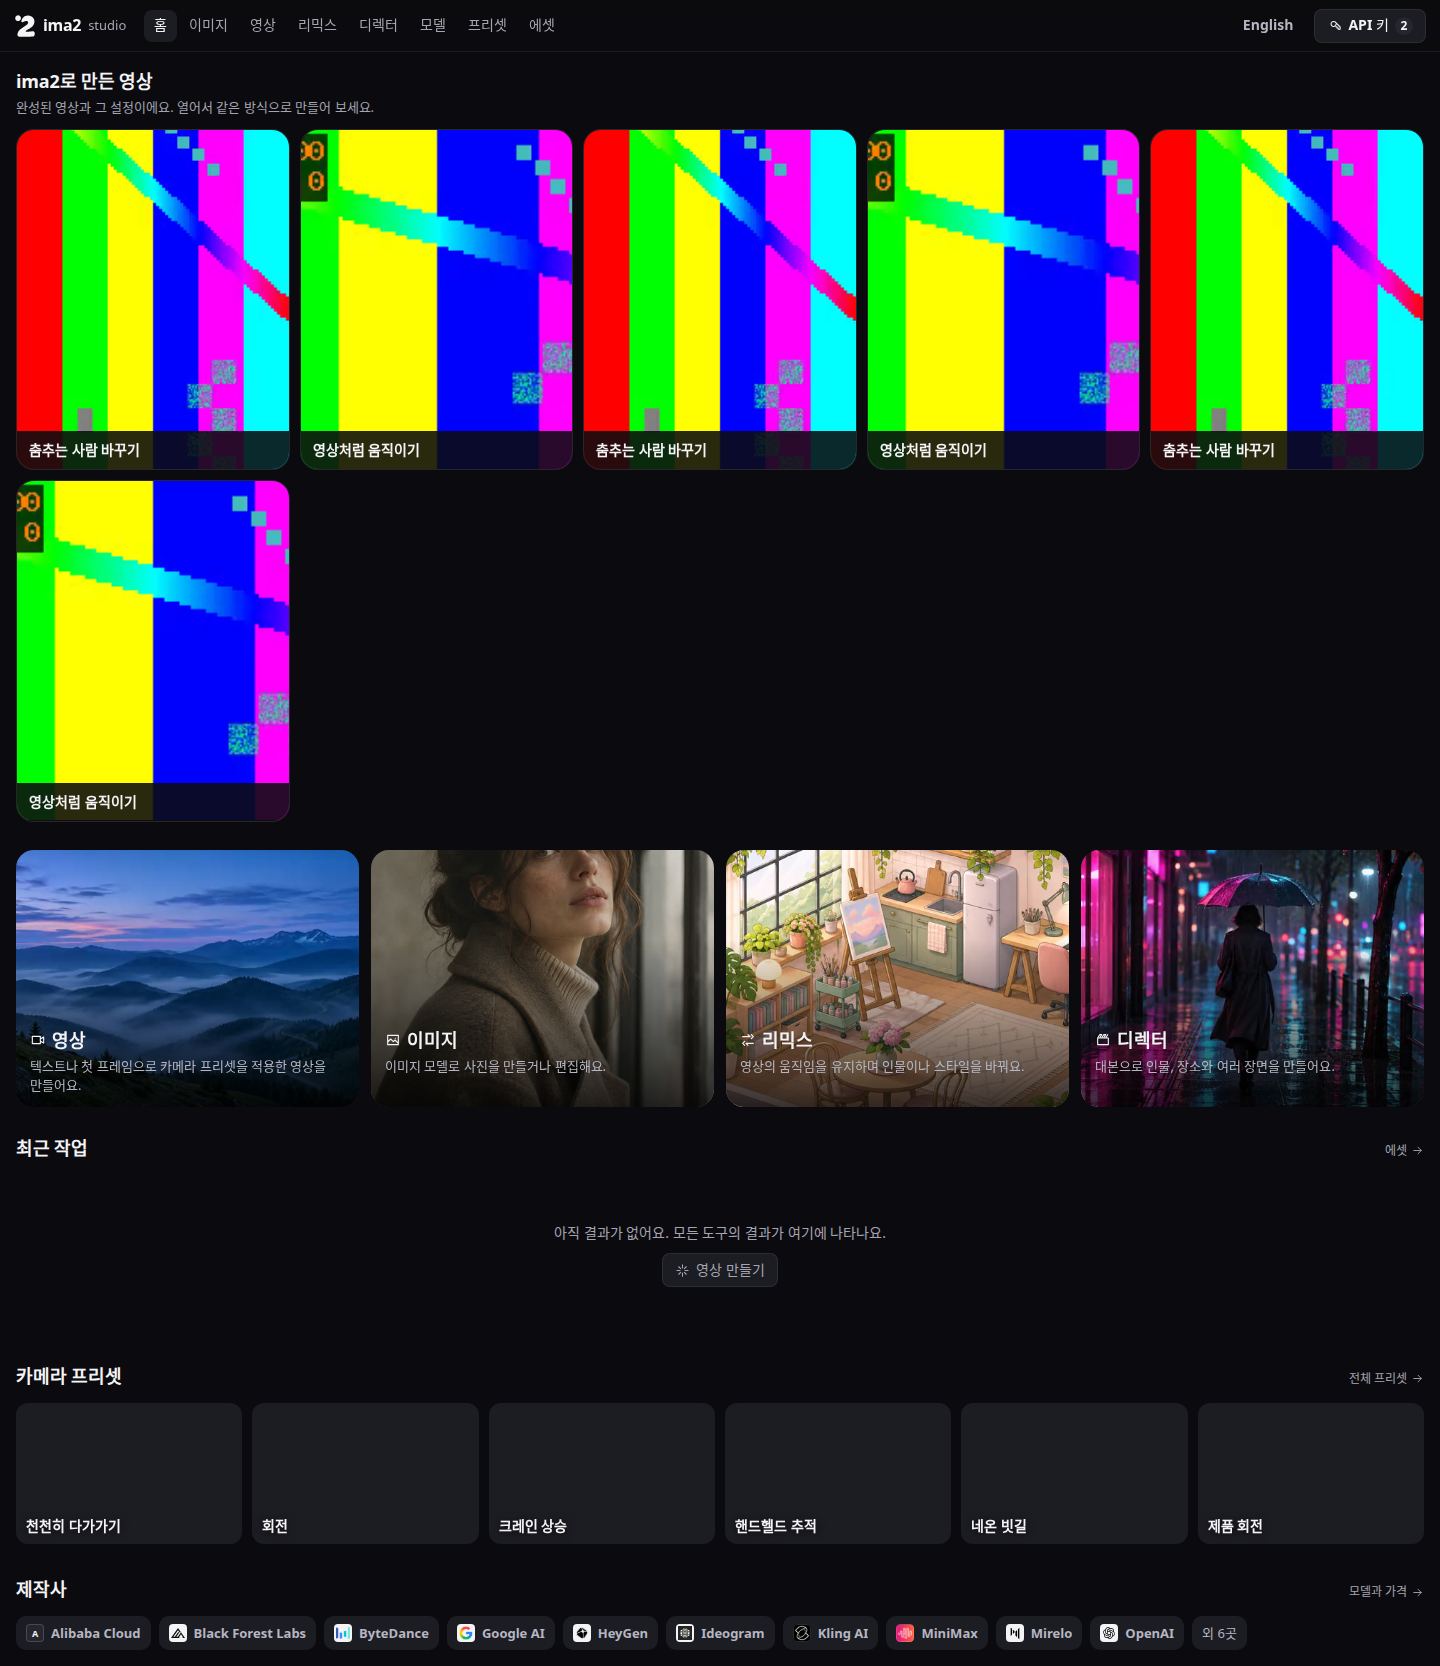 ima2 studio
홈 이미지 영상 리믹스 디렉터 모델 프리셋 에셋
English
API 키 2
ima2로 만든 영상
완성된 영상과 그 설정이에요. 열어서 같은 방식으로 만들어 보세요.
춤추는 사람 바꾸기
영상처럼 움직이기
춤추는 사람 바꾸기
영상처럼 움직이기
춤추는 사람 바꾸기
영상처럼 움직이기
영상
텍스트나 첫 프레임으로 카메라 프리셋을 적용한 영상을
만들어요.
이미지
이미지 모델로 사진을 만들거나 편집해요.
리믹스
영상의 움직임을 유지하며 인물이나 스타일을 바꿔요.
디렉터
대본으로 인물, 장소와 여러 장면을 만들어요.
최근 작업
에셋 →
아직 결과가 없어요. 모든 도구의 결과가 여기에 나타나요.
영상 만들기
카메라 프리셋
전체 프리셋 →
천천히 다가가기
회전
크레인 상승
핸드헬드 추적
네온 빗길
제품 회전
제작사
모델과 가격 →
Alibaba Cloud
Black Forest Labs
ByteDance
Google AI
HeyGen
Ideogram
Kling AI
MiniMax
Mirelo
OpenAI
외 6곳